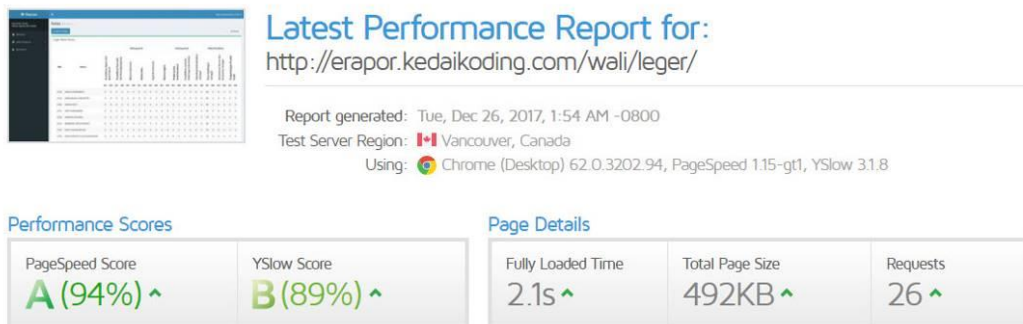 Latest Performance Report for:
http://erapor.kedaikoding.com/wali/leger/
Report generated: Tue, Dec 26, 2017, 1:54 AM -0800
Test Server Region: Vancouver, Canada
Using: Chrome (Desktop) 62.0.3202.94, PageSpeed 1.15-gt1, YSlow 3.1.8
Performance Scores
PageSpeed Score
A (94%)
YSlow Score
B (89%)
Page Details
Fully Loaded Time
2.1s
Total Page Size
492KB
Requests
26